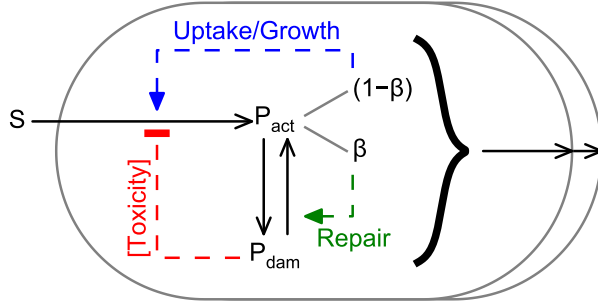 Uptake/Growth
(1−β)
S
P_act
β
[Toxicity]
Repair
P_dam